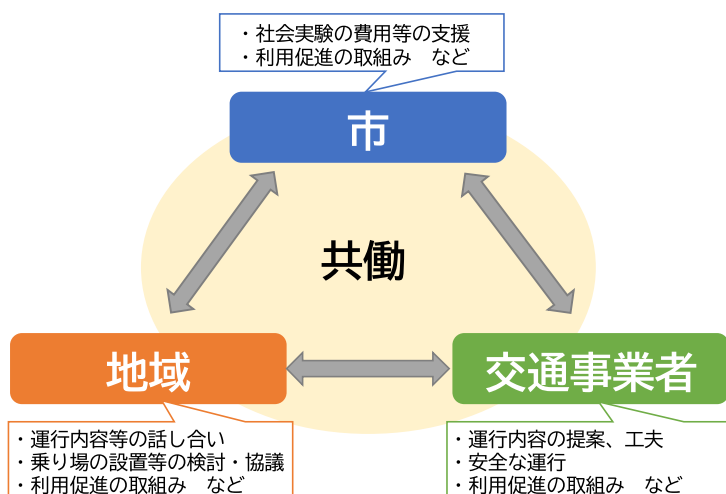 ・社会実験の費用等の支援
・利用促進の取組み　など
市
共働
地域
交通事業者
・運行内容等の話し合い
・乗り場の設置等の検討・協議
・利用促進の取組み　など
・運行内容の提案、工夫
・安全な運行
・利用促進の取組み　など